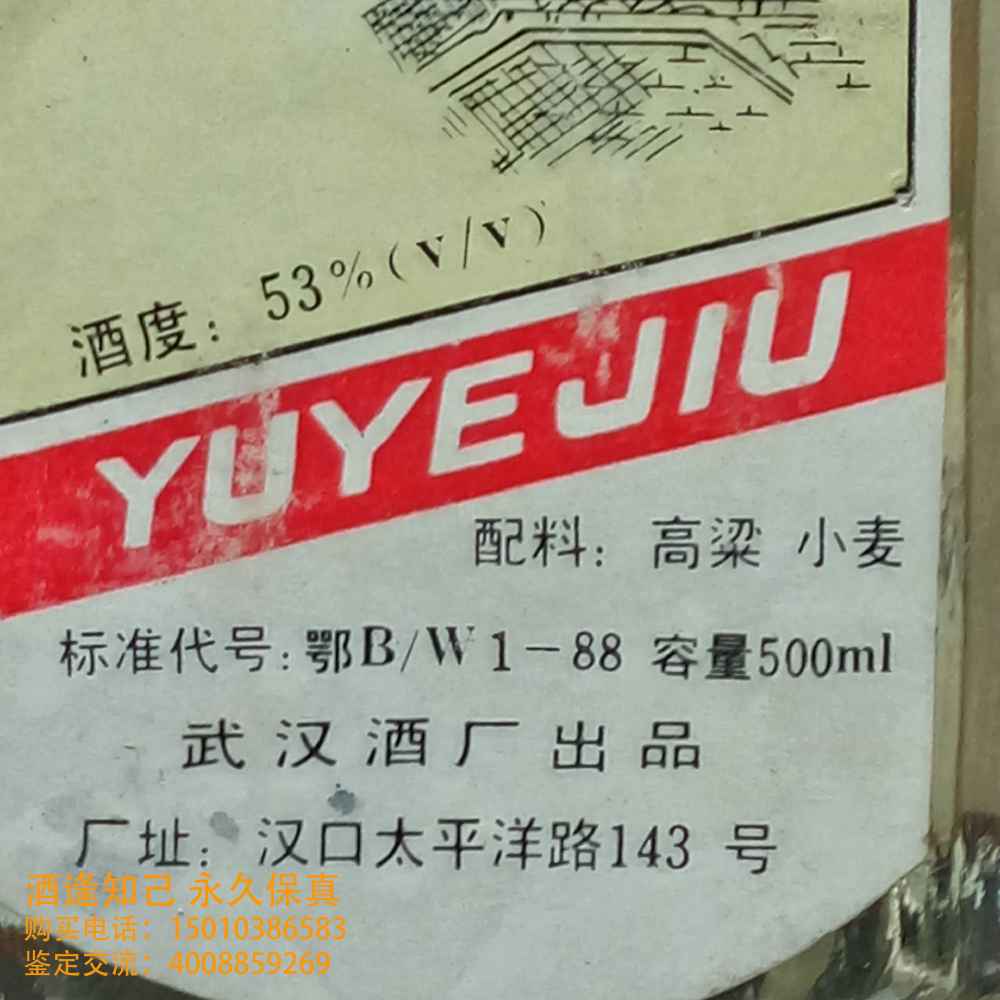 酒度: 53%(V/V)
YUYEJIU
配料: 高粱 小麦
标准代号: 鄂B/W1-88 容量500ml
武汉酒厂出品
厂址: 汉口太平洋路143号
酒逢知己 永久保真
购买电话: 15010386583
鉴定交流: 4008859269